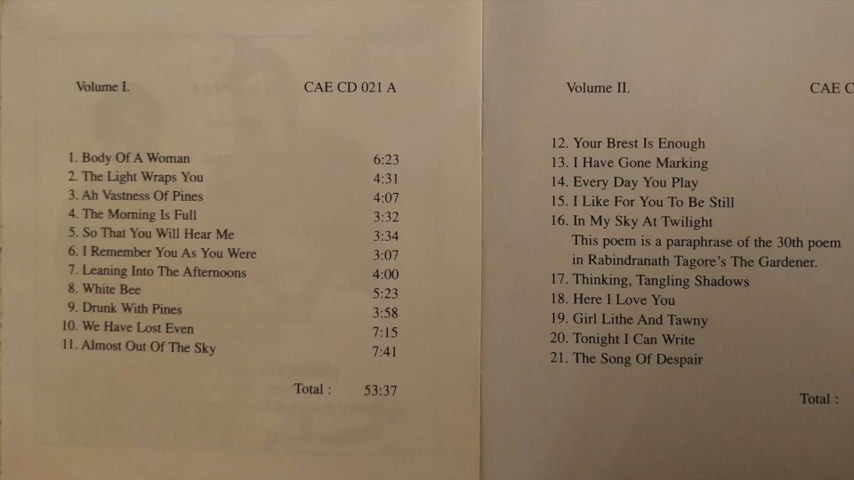 Volume I. CAE CD 021 A
1. Body Of A Woman 6:23
2. The Light Wraps You 4:31
3. Ah Vastness Of Pines 4:07
4. The Morning Is Full 3:32
5. So That You Will Hear Me 3:34
6. I Remember You As You Were 3:07
7. Leaning Into The Afternoons 4:00
8. White Bee 5:23
9. Drunk With Pines 3:58
10. We Have Lost Even 7:15
11. Almost Out Of The Sky 7:41
Total : 53:37
Volume II. CAE C
12. Your Brest Is Enough
13. I Have Gone Marking
14. Every Day You Play
15. I Like For You To Be Still
16. In My Sky At Twilight
This poem is a paraphrase of the 30th poem
in Rabindranath Tagore's The Gardener.
17. Thinking, Tangling Shadows
18. Here I Love You
19. Girl Lithe And Tawny
20. Tonight I Can Write
21. The Song Of Despair
Total :